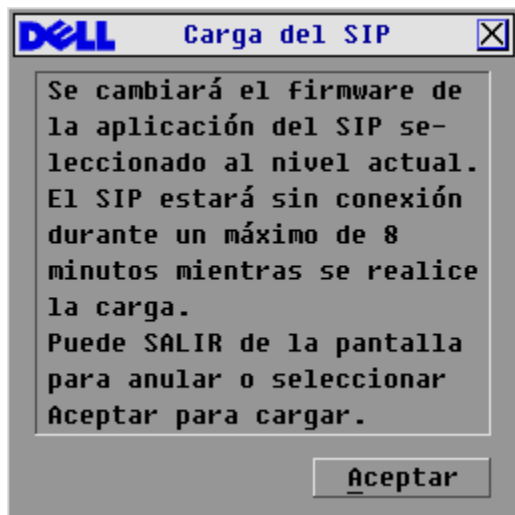 DELL Carga del SIP
Se cambiará el firmware de
la aplicación del SIP se-
leccionado al nivel actual.
El SIP estará sin conexión
durante un máximo de 8
minutos mientras se realice
la carga.
Puede SALIR de la pantalla
para anular o seleccionar
Aceptar para cargar.
Aceptar